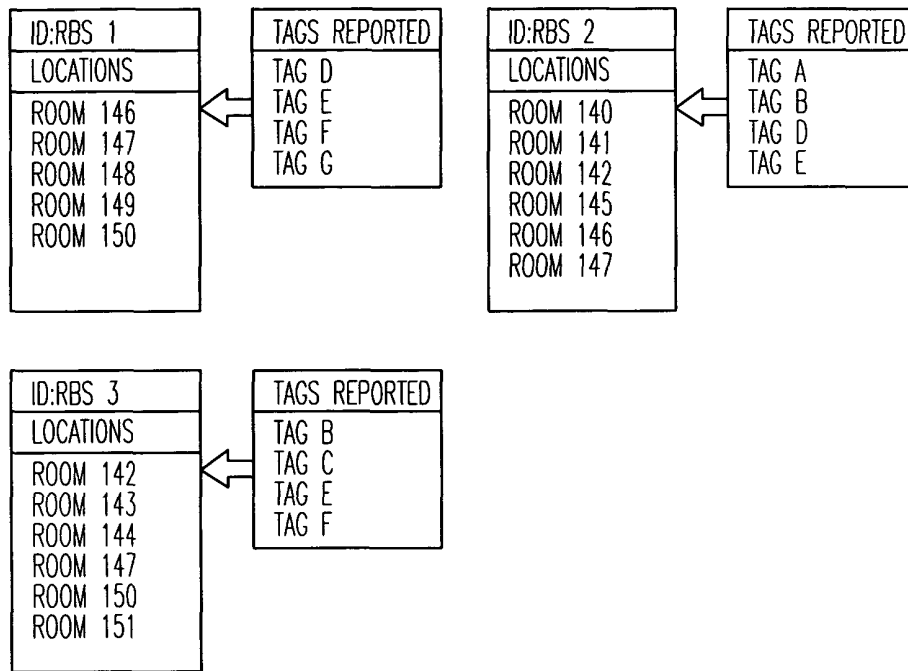 ID:RBS 1
LOCATIONS
ROOM 146
ROOM 147
ROOM 148
ROOM 149
ROOM 150
TAGS REPORTED
TAG D
TAG E
TAG F
TAG G
ID:RBS 2
LOCATIONS
ROOM 140
ROOM 141
ROOM 142
ROOM 145
ROOM 146
ROOM 147
TAGS REPORTED
TAG A
TAG B
TAG D
TAG E
ID:RBS 3
LOCATIONS
ROOM 142
ROOM 143
ROOM 144
ROOM 147
ROOM 150
ROOM 151
TAGS REPORTED
TAG B
TAG C
TAG E
TAG F